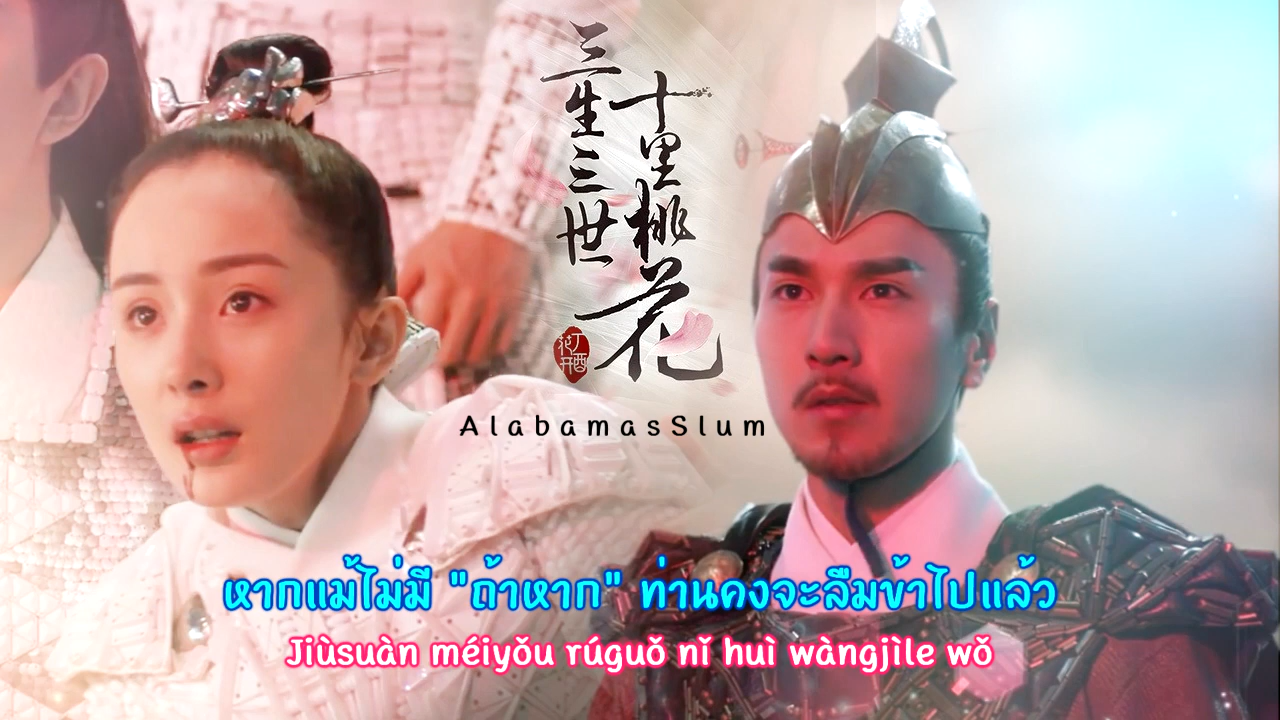 三生三世
十里桃花
AlabamasSlum
หากแม้ไม่มี "ถ้าหาก" ท่านคงจะลืมข้าไปแล้ว
Jiùsuàn méiyǒu rúguǒ nǐ huì wàngjìle wǒ